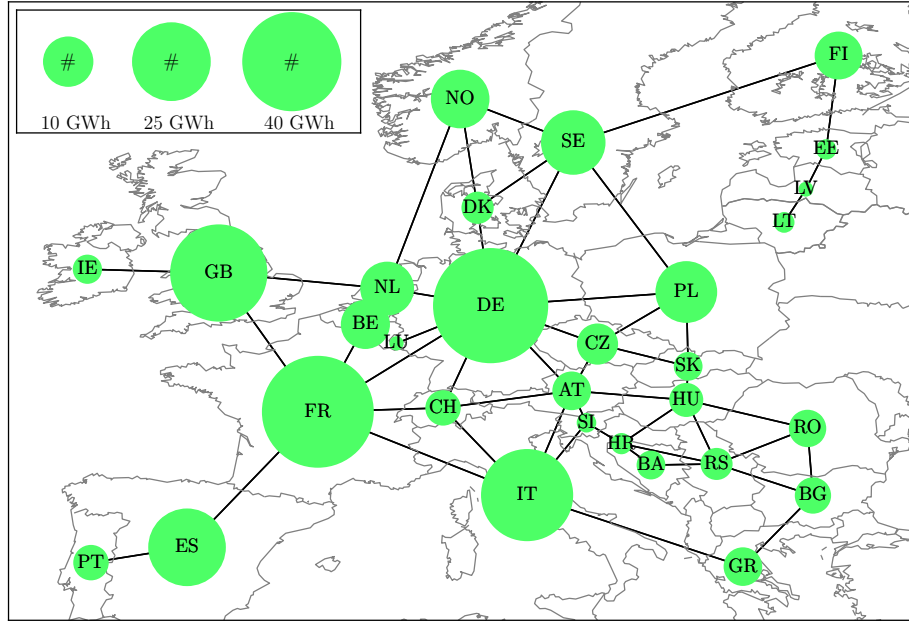 # # #
10 GWh 25 GWh 40 GWh
FI
NO
SE
EE
LV
DK
LT
IE GB
NL PL
DE
BE
LU CZ
SK
AT
HU
FR CH
SI RO
HR
BA RS
IT BG
ES
PT GR